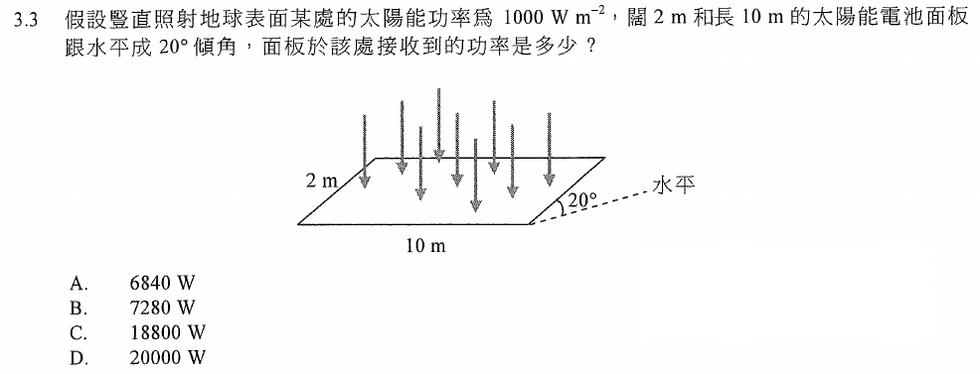 3.3 假設豎直照射地球表面某處的太陽能功率爲 1000 W m⁻²，闊 2 m 和長 10 m 的太陽能電池面板
跟水平成 20° 傾角，面板於該處接收到的功率是多少？
2 m
20°
水平
10 m
A. 6840 W
B. 7280 W
C. 18800 W
D. 20000 W